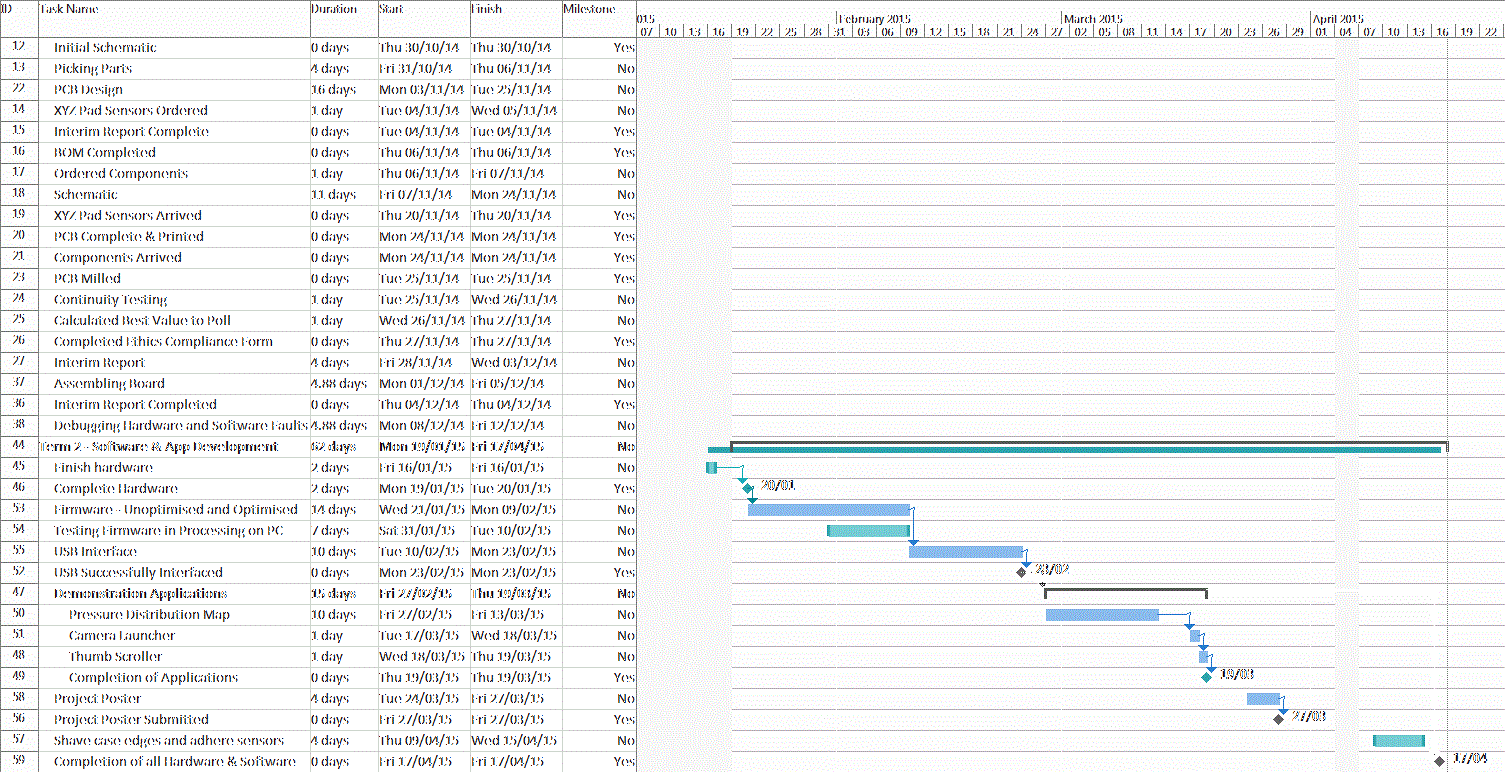 ID Task Name Duration Start Finish Milestone
015 February 2015 March 2015 April 2015
07 10 13 16 19 22 25 28 31 03 06 09 12 15 18 21 24 27 02 05 08 11 14 17 20 23 26 29 01 04 07 10 13 16 19 22
12 Initial Schematic 0 days Thu 30/10/14 Thu 30/10/14 Yes
13 Picking Parts 4 days Fri 31/10/14 Thu 06/11/14 No
22 PCB Design 16 days Mon 03/11/14 Tue 25/11/14 No
14 XYZ Pad Sensors Ordered 1 day Tue 04/11/14 Wed 05/11/14 No
15 Interim Report Complete 0 days Tue 04/11/14 Tue 04/11/14 Yes
16 BOM Completed 0 days Thu 06/11/14 Thu 06/11/14 Yes
17 Ordered Components 1 day Thu 06/11/14 Fri 07/11/14 No
18 Schematic 11 days Fri 07/11/14 Mon 24/11/14 No
19 XYZ Pad Sensors Arrived 0 days Thu 20/11/14 Thu 20/11/14 Yes
20 PCB Complete & Printed 0 days Mon 24/11/14 Mon 24/11/14 Yes
21 Components Arrived 0 days Mon 24/11/14 Mon 24/11/14 Yes
23 PCB Milled 0 days Tue 25/11/14 Tue 25/11/14 Yes
24 Continuity Testing 1 day Tue 25/11/14 Wed 26/11/14 No
25 Calculated Best Value to Poll 1 day Wed 26/11/14 Thu 27/11/14 No
26 Completed Ethics Compliance Form 0 days Thu 27/11/14 Thu 27/11/14 Yes
27 Interim Report 4 days Fri 28/11/14 Wed 03/12/14 No
37 Assembling Board 4.88 days Mon 01/12/14 Fri 05/12/14 No
36 Interim Report Completed 0 days Thu 04/12/14 Thu 04/12/14 Yes
38 Debugging Hardware and Software Faults 4.88 days Mon 08/12/14 Fri 12/12/14 No
44 Term 2 - Software & App Development 62 days Mon 19/01/15 Fri 17/04/15 No
45 Finish hardware 2 days Fri 16/01/15 Fri 16/01/15 No
46 Complete Hardware 2 days Mon 19/01/15 Tue 20/01/15 Yes 20/01
53 Firmware - Unoptimised and Optimised 14 days Wed 21/01/15 Mon 09/02/15 No
54 Testing Firmware in Processing on PC 7 days Sat 31/01/15 Tue 10/02/15 No
55 USB Interface 10 days Tue 10/02/15 Mon 23/02/15 No
52 USB Successfully Interfaced 0 days Mon 23/02/15 Mon 23/02/15 Yes 23/02
47 Demonstration Applications 15 days Fri 27/02/15 Thu 19/03/15 No
50 Pressure Distribution Map 10 days Fri 27/02/15 Fri 13/03/15 No
51 Camera Launcher 1 day Tue 17/03/15 Wed 18/03/15 No
48 Thumb Scroller 1 day Wed 18/03/15 Thu 19/03/15 No
49 Completion of Applications 0 days Thu 19/03/15 Thu 19/03/15 Yes 19/03
58 Project Poster 4 days Tue 24/03/15 Fri 27/03/15 No
56 Project Poster Submitted 0 days Fri 27/03/15 Fri 27/03/15 Yes 27/03
57 Shave case edges and adhere sensors 4 days Thu 09/04/15 Wed 15/04/15 No
59 Completion of all Hardware & Software 0 days Fri 17/04/15 Fri 17/04/15 Yes 17/04